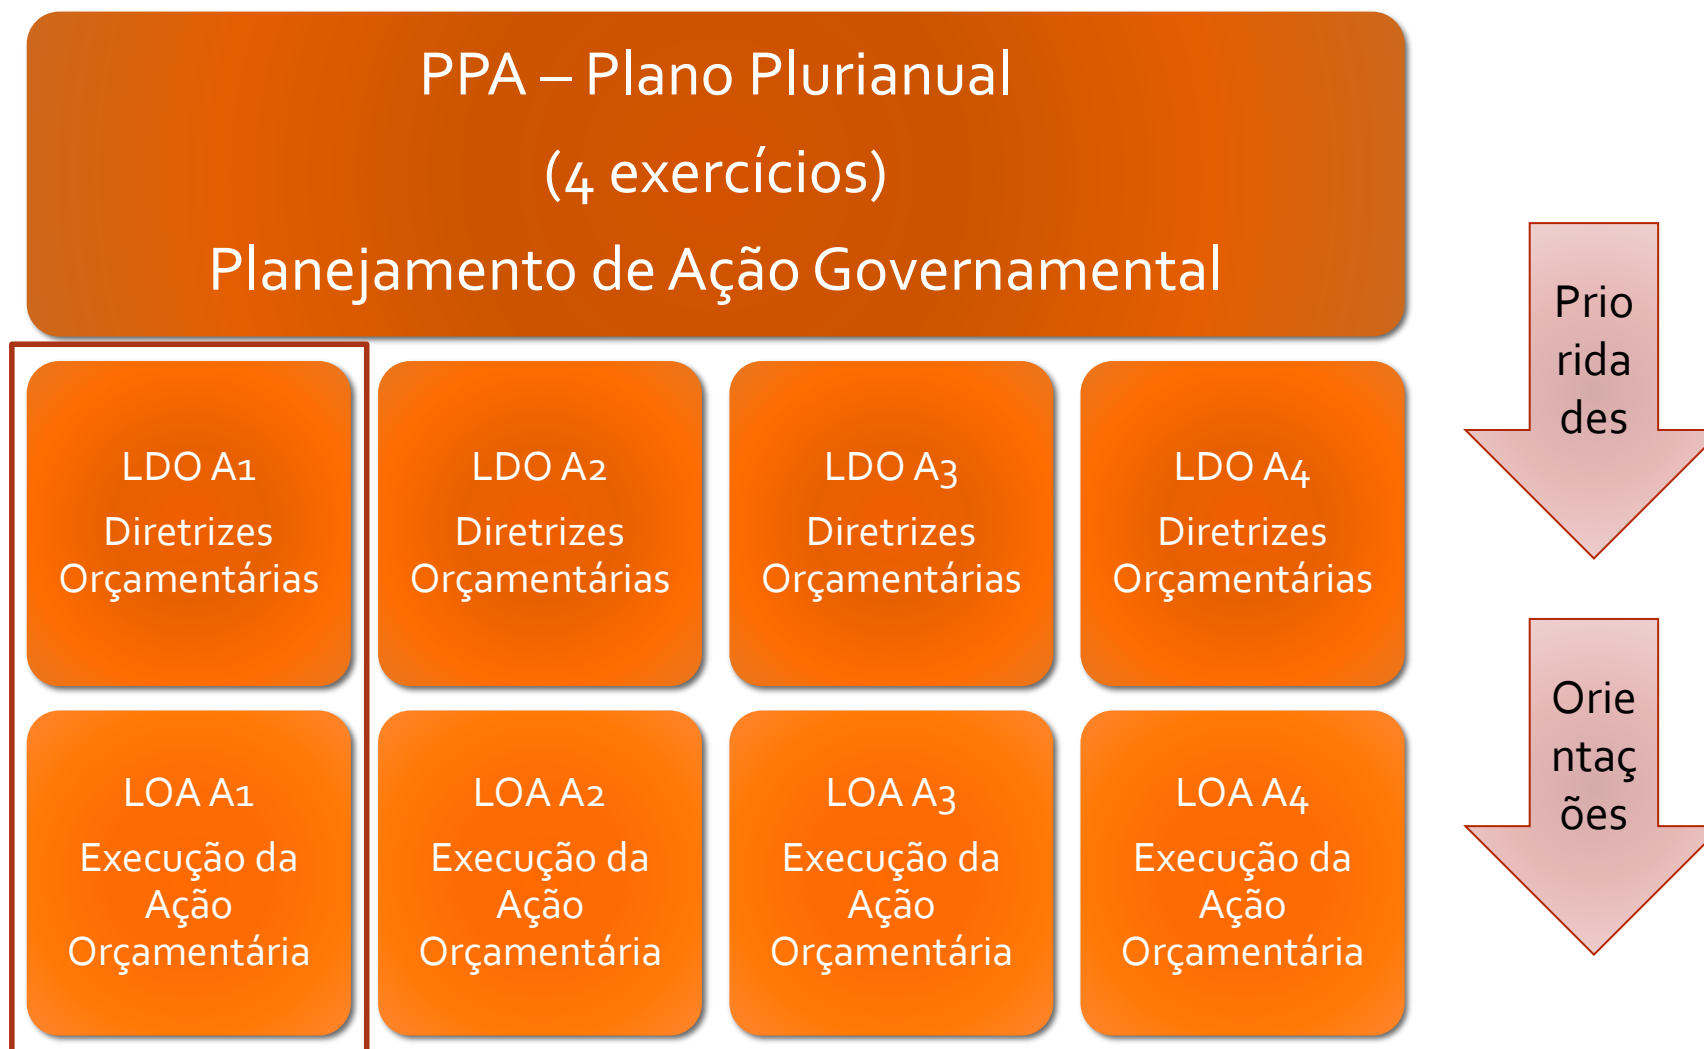 PPA – Plano Plurianual
(4 exercícios)
Planejamento de Ação Governamental
Prio
rida
des
LDO A1
Diretrizes
Orçamentárias
LDO A2
Diretrizes
Orçamentárias
LDO A3
Diretrizes
Orçamentárias
LDO A4
Diretrizes
Orçamentárias
Orie
ntaç
ões
LOA A1
Execução da
Ação
Orçamentária
LOA A2
Execução da
Ação
Orçamentária
LOA A3
Execução da
Ação
Orçamentária
LOA A4
Execução da
Ação
Orçamentária